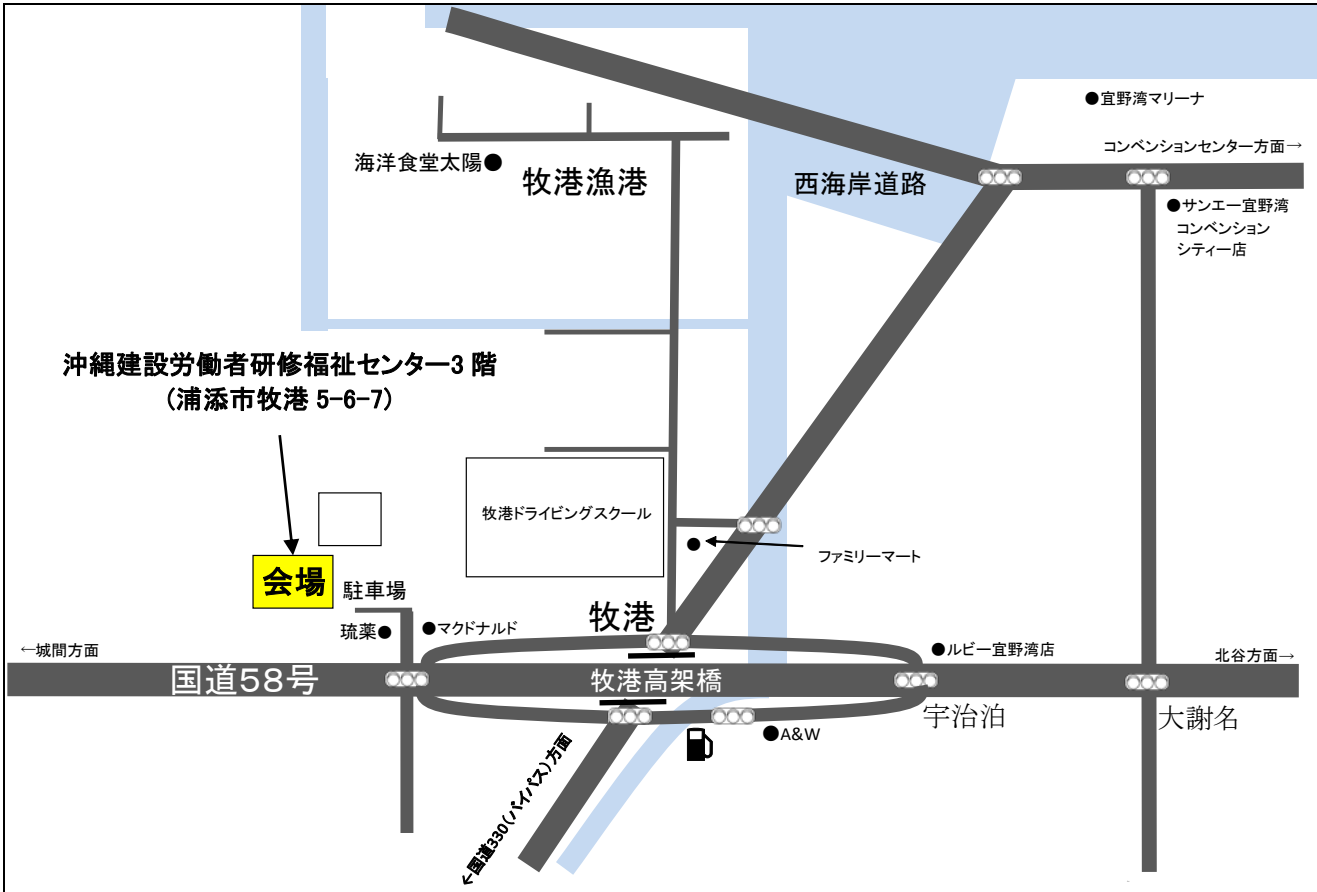 ●宜野湾マリーナ
コンベンションセンター方面→
海洋食堂太陽●
牧港漁港
西海岸道路
●サンエー宜野湾
コンベンション
シティー店
沖縄建設労働者研修福祉センター3 階
(浦添市牧港 5-6-7)
牧港ドライビングスクール
ファミリーマート
会場
駐車場
琉薬●
●マクドナルド
牧港
←城間方面
●ルビー宜野湾店
北谷方面→
国道58号
牧港高架橋
宇治泊
大謝名
●A&W
←国道330(バイパス)方面